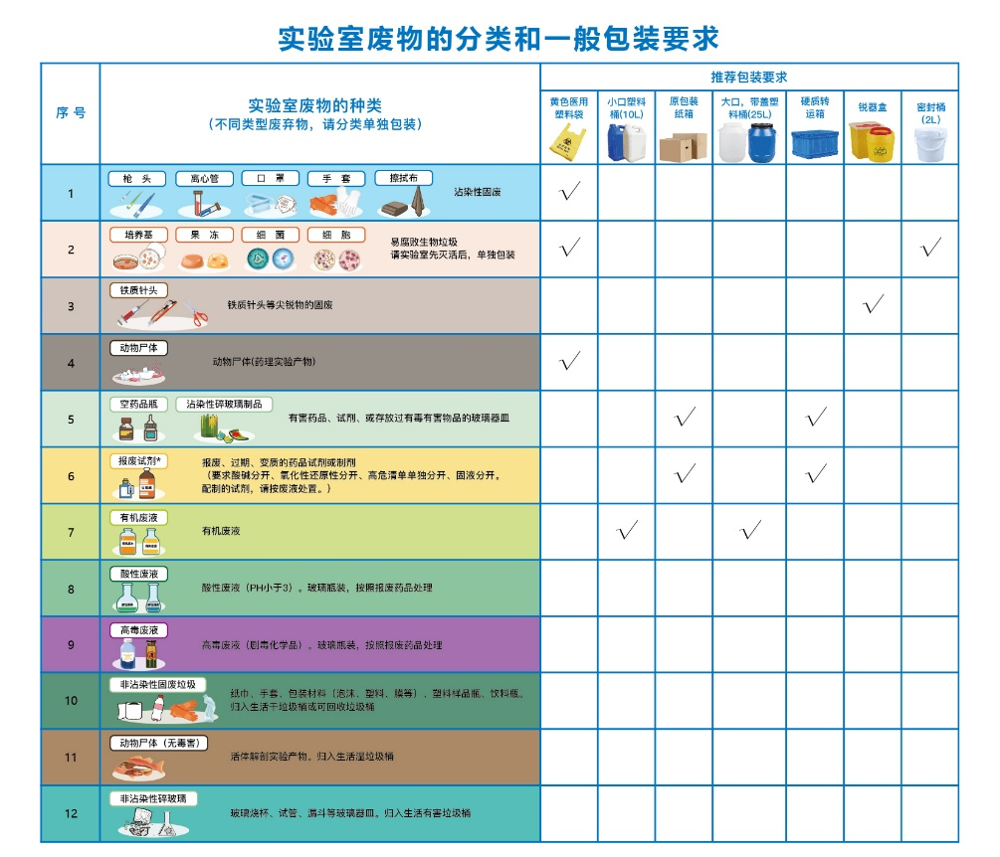 实验室废物的分类和一般包装要求
序 号
实验室废物的种类
（不同类型废弃物，请分类单独包装）
推荐包装要求
黄色医用
塑料袋
小口塑料
桶(10L)
原包装
纸箱
大口，带盖塑
料桶(25L)
硬质转
运箱
锐器盒
密封桶
(2L)
1
枪 头
离心管
口 罩
手 套
擦拭布
沾染性固废
√
2
培养基
果 冻
细 菌
细 胞
易腐败生物垃圾
请实验室先灭活后，单独包装
√ √
3
铁质针头
铁质针头等尖锐物的固废
√
4
动物尸体
动物尸体(药理实验产物)
√
5
空药品瓶
沾染性碎玻璃制品
有害药品、试剂、或存放过有毒有害物品的玻璃器皿
√ √
6
报废试剂*
报废、过期、变质的药品试剂或制剂
（要求酸碱分开、氧化性还原性分开、高危清单单独分开、固液分开。
配制的试剂，请按废液处置。）
√ √
7
有机废液
有机废液
√ √
8
酸性废液
酸性废液（PH小于3）。玻璃瓶装，按照报废药品处理
9
高毒废液
高毒废液（剧毒化学品）。玻璃瓶装，按照报废药品处理
10
非沾染性固废垃圾
纸巾、手套、包装材料（泡沫、塑料、膜等）、塑料样品瓶、饮料瓶。
归入生活干垃圾桶或可回收垃圾桶
11
动物尸体（无毒害）
活体解剖实验产物。归入生活湿垃圾桶
12
非沾染性碎玻璃
玻璃烧杯、试管、漏斗等玻璃器皿。归入生活有害垃圾桶